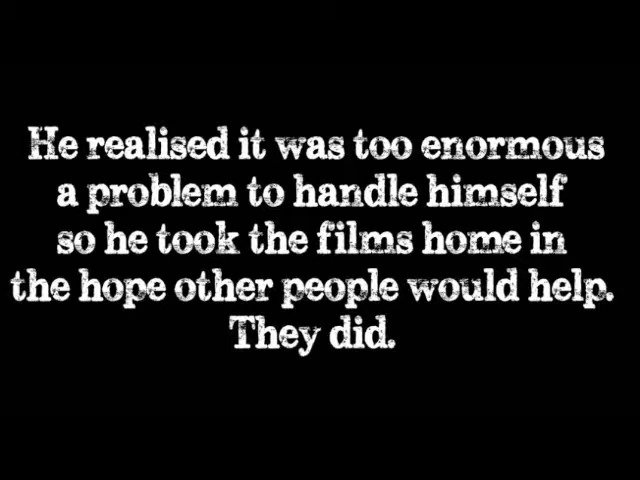 He realised it was too enormous
a problem to handle himself
so he took the films home in
the hope other people would help.
They did.